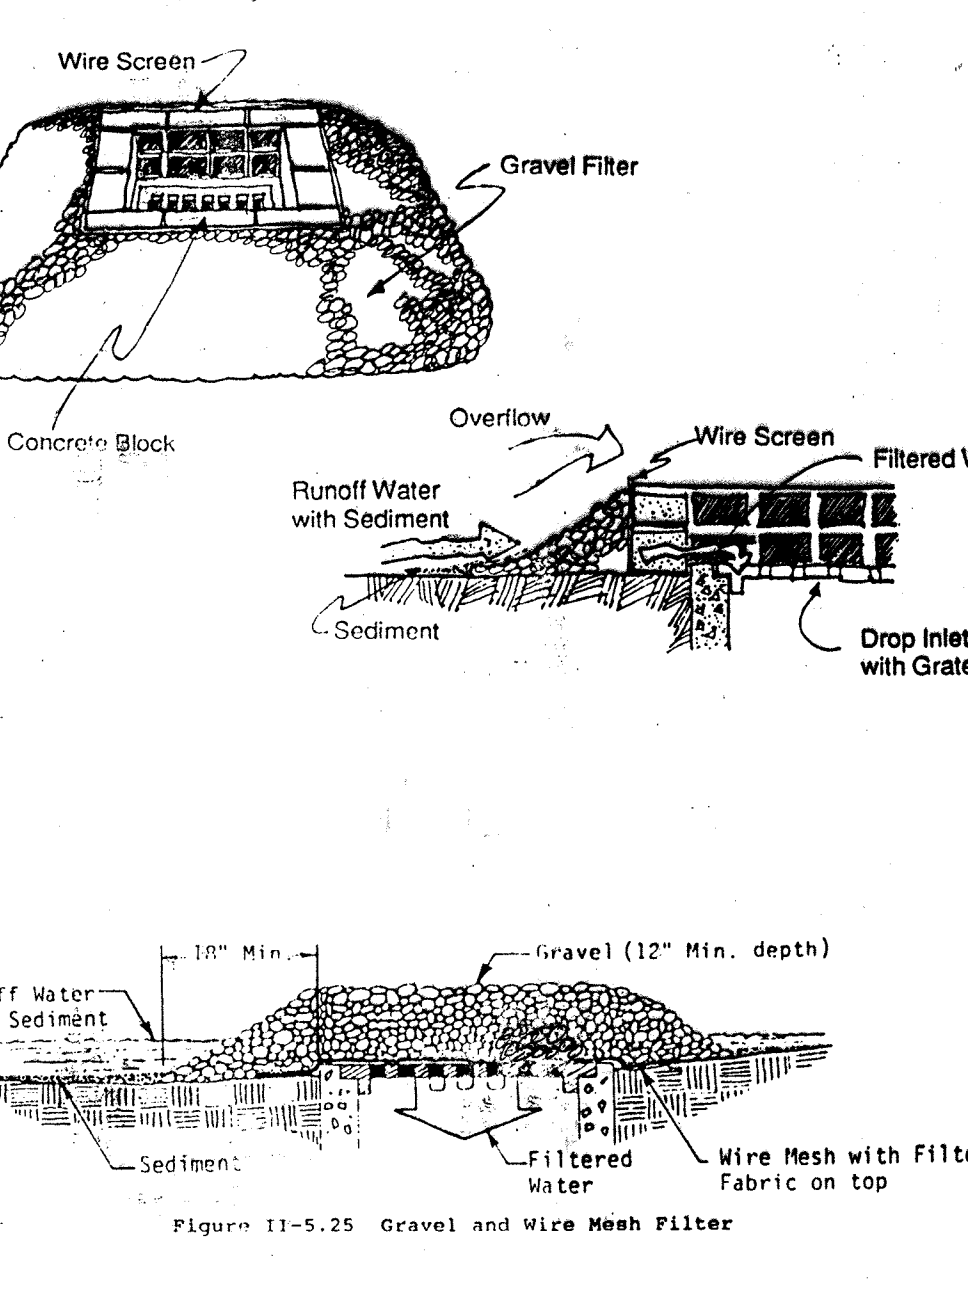 Wire Screen
Gravel Filter
Concrete Block
Overflow
Wire Screen
Filtered
Runoff Water
with Sediment
Sediment
Drop Inlet
with Grate
18" Min.
Gravel (12" Min. depth)
ff Water
Sediment
Sediment
Filtered
Water
Wire Mesh with Filte
Fabric on top
Figure II-5.25 Gravel and Wire Mesh Filter